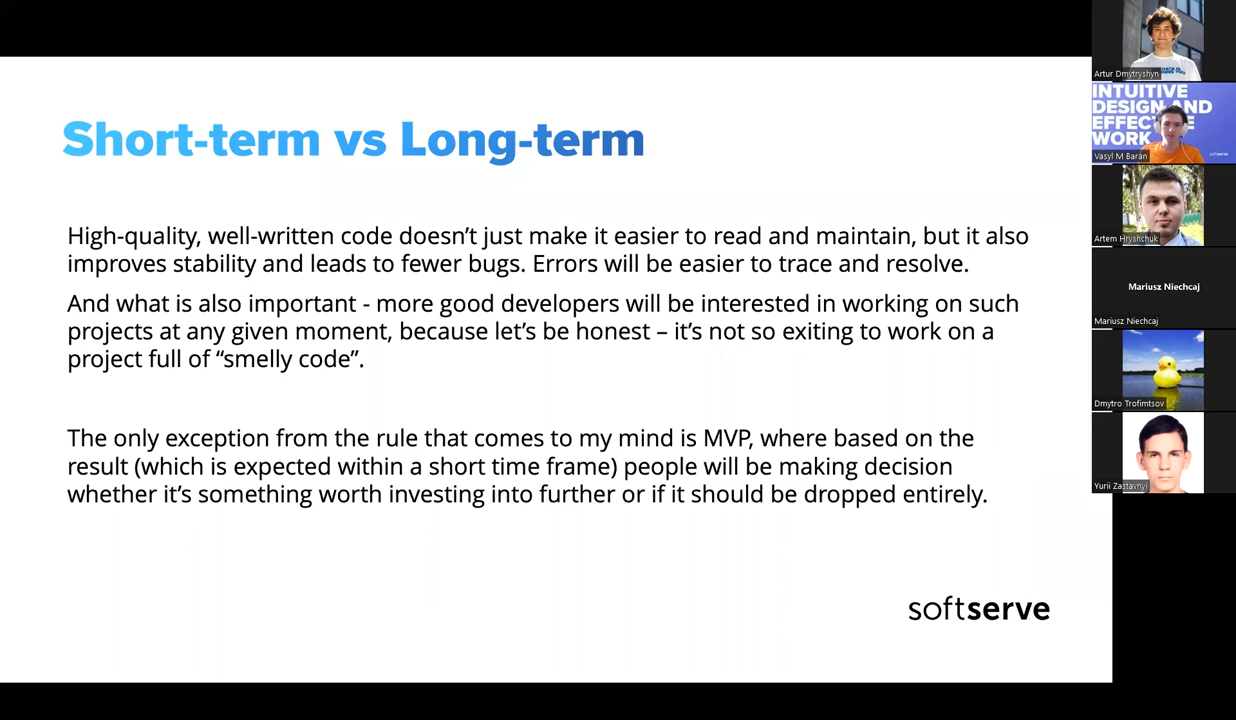 Short-term vs Long-term
High-quality, well-written code doesn’t just make it easier to read and maintain, but it also
improves stability and leads to fewer bugs. Errors will be easier to trace and resolve.
And what is also important - more good developers will be interested in working on such
projects at any given moment, because let’s be honest – it’s not so exiting to work on a
project full of “smelly code”.
The only exception from the rule that comes to my mind is MVP, where based on the
result (which is expected within a short time frame) people will be making decision
whether it’s something worth investing into further or if it should be dropped entirely.
softserve
Artur Dmytryshyn
INTUITIVE
DESIGN AND
EFFECTIVE
WORK
softserve
Vasyl M Baran
Artem Hryshchuk
Mariusz Niechcaj
Mariusz Niechcaj
Dmytro Trofimtsov
Yurii Zastavnyi